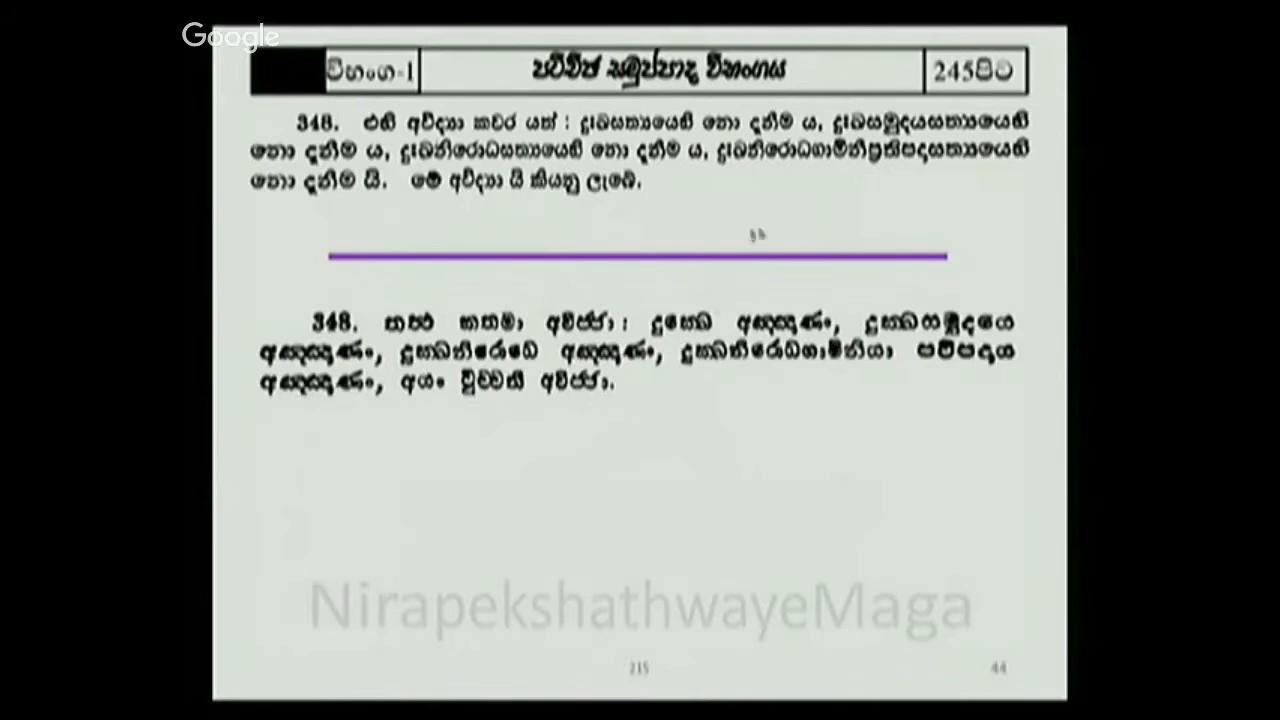 Google
විභංග-1 පටිච්ච සමුප්පාද විභංගය 245පිට
348. එහි අවිද්‍යා කවර යත් : දුඃඛසත්‍යයෙහි නො දැනීම ය, දුඃඛසමුදයසත්‍යයෙහි
නො දැනීම ය, දුඃඛනිරොධසත්‍යයෙහි නො දැනීම ය, දුඃඛනිරොධගාමිනීප්‍රතිපදසත්‍යයෙහි
නො දැනීම යි. මේ අවිද්‍යා යි කියනු ලැබේ.
348. තත්‍ථ කතමා අවිජ්ජා : දුක්ඛෙ අඤ්ඤාණං, දුක්ඛසමුදයෙ
අඤ්ඤාණං, දුක්ඛනිරොධෙ අඤ්ඤාණං, දුක්ඛනිරොධගාමිනියා පටිපදාය
අඤ්ඤාණං, අයං වුච්චති අවිජ්ජා.
NirapekshathwayeMaga
215 44